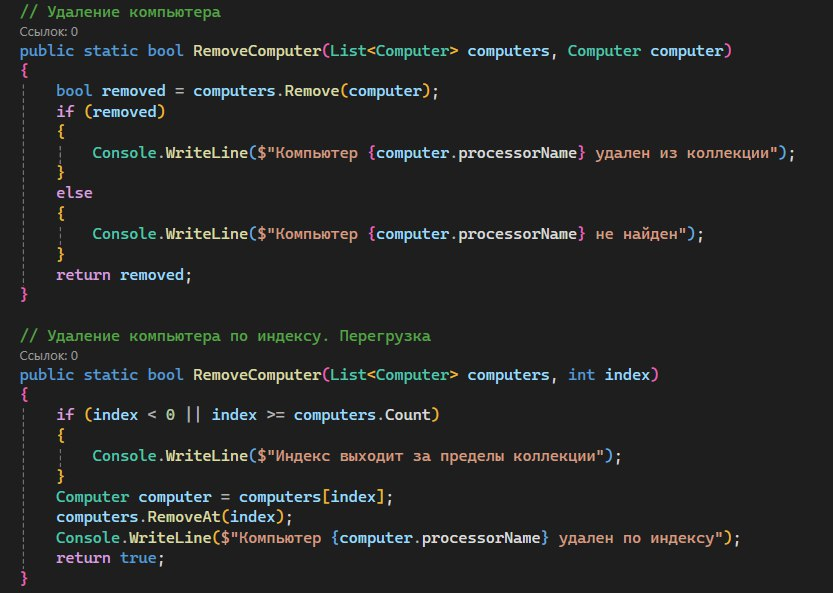 // Удаление компьютера
Ссылок: 0
public static bool RemoveComputer(List<Computer> computers, Computer computer)
{
    bool removed = computers.Remove(computer);
    if (removed)
    {
        Console.WriteLine($"Компьютер {computer.processorName} удален из коллекции");
    }
    else
    {
        Console.WriteLine($"Компьютер {computer.processorName} не найден");
    }
    return removed;
}

// Удаление компьютера по индексу. Перегрузка
Ссылок: 0
public static bool RemoveComputer(List<Computer> computers, int index)
{
    if (index < 0 || index >= computers.Count)
    {
        Console.WriteLine($"Индекс выходит за пределы коллекции");
    }
    Computer computer = computers[index];
    computers.RemoveAt(index);
    Console.WriteLine($"Компьютер {computer.processorName} удален по индексу");
    return true;
}